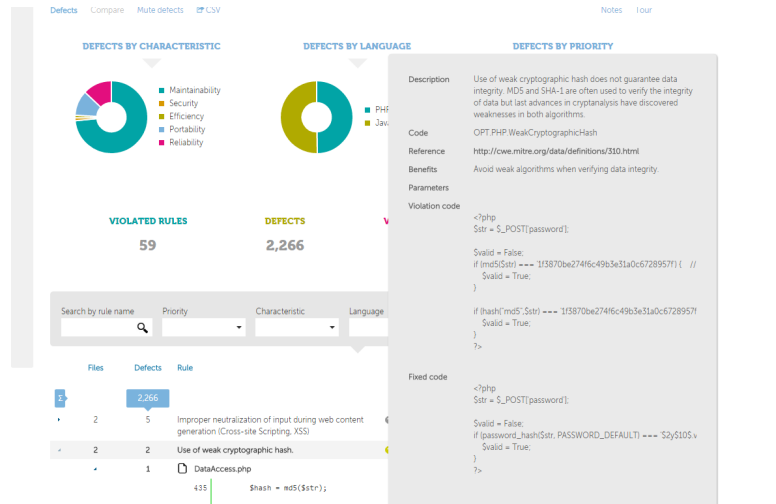 Defects Compare Mute defects CSV Notes Tour
DEFECTS BY CHARACTERISTIC DEFECTS BY LANGUAGE DEFECTS BY PRIORITY
Maintainability
Security
Efficiency
Portability
Reliability
PHP
Jav
VIOLATED RULES DEFECTS V
59 2,266
Search by rule name Priority Characteristic Language
Files Defects Rule
Σ 2,266
2 5 Improper neutralization of input during web content
generation (Cross-site Scripting, XSS)
2 2 Use of weak cryptographic hash.
1 DataAccess.php
435 $hash = md5($str);
Description Use of weak cryptographic hash does not guarantee data
integrity. MD5 and SHA-1 are often used to verify the integrity
of data but last advances in cryptanalysis have discovered
weaknesses in both algorithms.
Code OPT.PHP.WeakCryptographicHash
Reference http://cwe.mitre.org/data/definitions/310.html
Benefits Avoid weak algorithms when verifying data integrity.
Parameters
Violation code
<?php
$str = $_POST['password'];
$valid = False;
if (md5($str) === '1f3870be274f6c49b3e31a0c6728957f') { //
$valid = True;
}
if (hash("md5",$str) === '1f3870be274f6c49b3e31a0c6728957f
$valid = True;
}
?>
Fixed code
<?php
$str = $_POST['password'];
$valid = False;
if (password_hash($str, PASSWORD_DEFAULT) === '$2y$10$.v
$valid = True;
}
?>